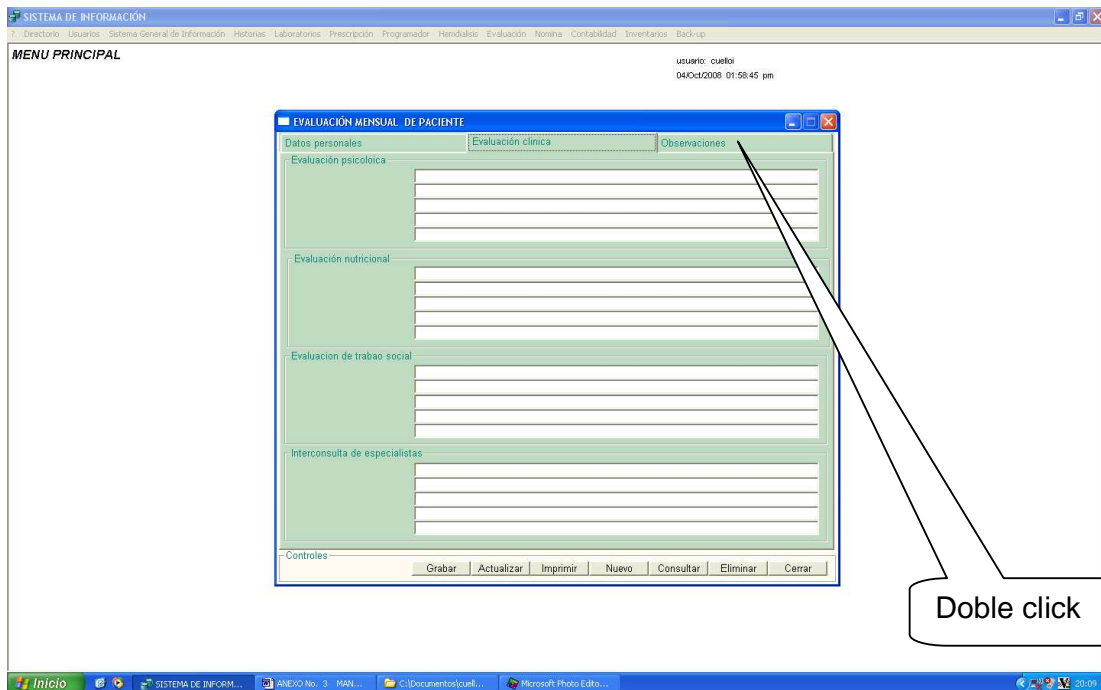 SISTEMA DE INFORMACIÓN
? Directorio Usuarios Sistema General de Información Historias Laboratorios Prescripción Programador Hemdialisis Evaluación Nomina Contabilidad Inventarios Back-up
MENU PRINCIPAL
usuario: cuelloi
04/Oct/2008 01:58:45 pm
EVALUACIÓN MENSUAL DE PACIENTE
Datos personales Evaluación clinica Observaciones
Evaluación psicoloica
Evaluación nutricional
Evaluacion de trabao social
Interconsulta de especialistas
Controles
Grabar Actualizar Imprimir Nuevo Consultar Eliminar Cerrar
Doble click
Inicio SISTEMA DE INFORM... ANEXO No. 3 MAN... C:\Documentos\cuell... Microsoft Photo Edito... 20:09